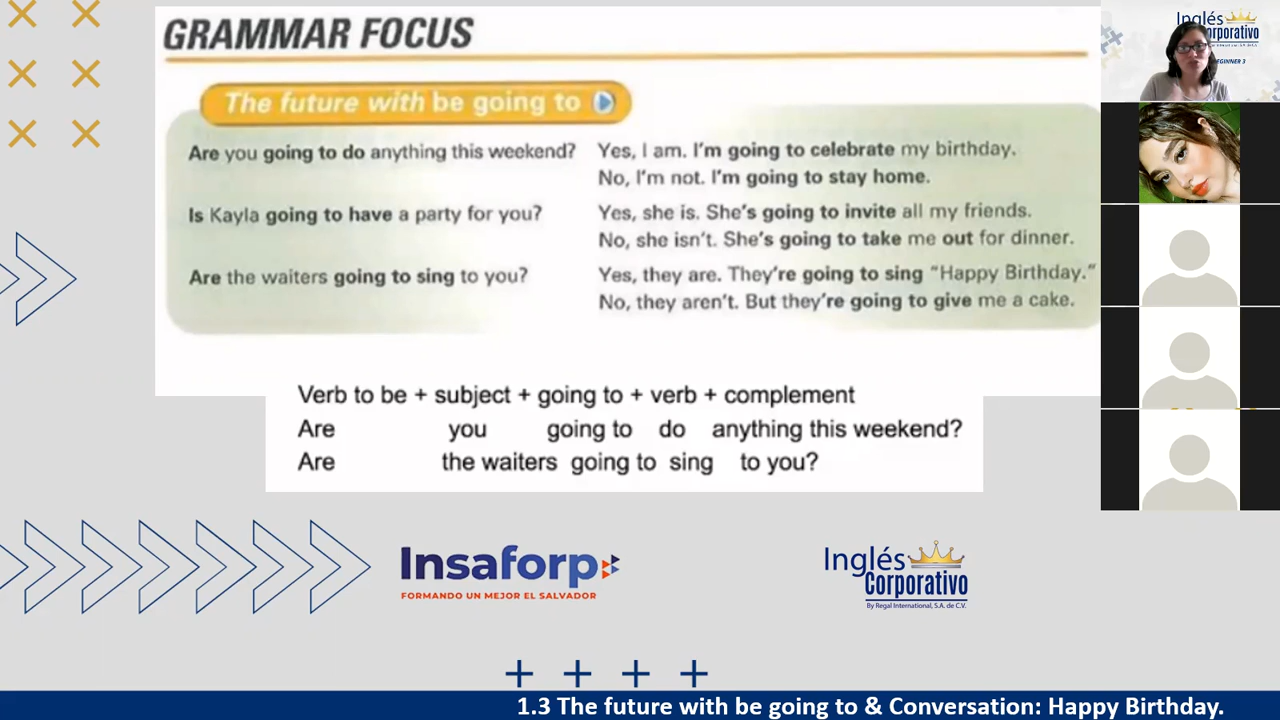 GRAMMAR FOCUS
The future with be going to
Are you going to do anything this weekend? Yes, I am. I'm going to celebrate my birthday.
No, I'm not. I'm going to stay home.
Is Kayla going to have a party for you? Yes, she is. She's going to invite all my friends.
No, she isn't. She's going to take me out for dinner.
Are the waiters going to sing to you? Yes, they are. They're going to sing "Happy Birthday."
No, they aren't. But they're going to give me a cake.
Verb to be + subject + going to + verb + complement
Are you going to do anything this weekend?
Are the waiters going to sing to you?
Insaforp
FORMANDO UN MEJOR EL SALVADOR
Inglés
Corporativo
By Regal International, S.A. de C.V.
1.3 The future with be going to & Conversation: Happy Birthday.
Inglés
Corporativo
EGINNER 3